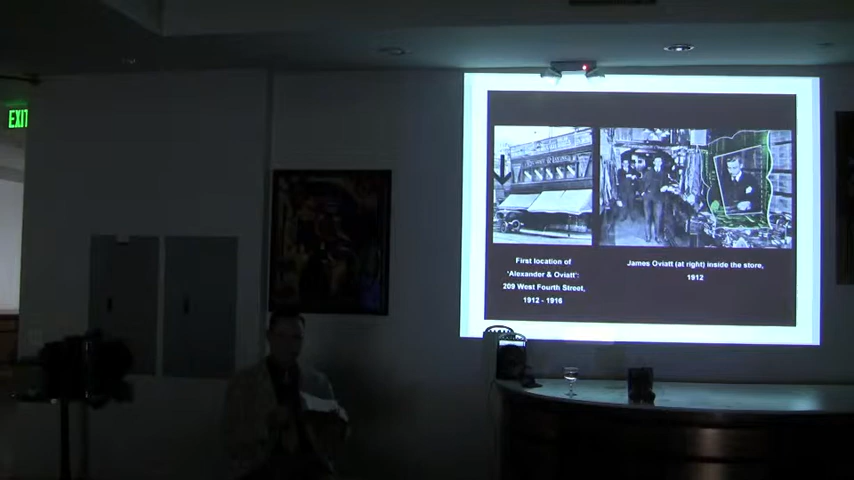 EXIT
First location of
'Alexander & Oviatt':
209 West Fourth Street,
1912 - 1916
James Oviatt (at right) inside the store,
1912